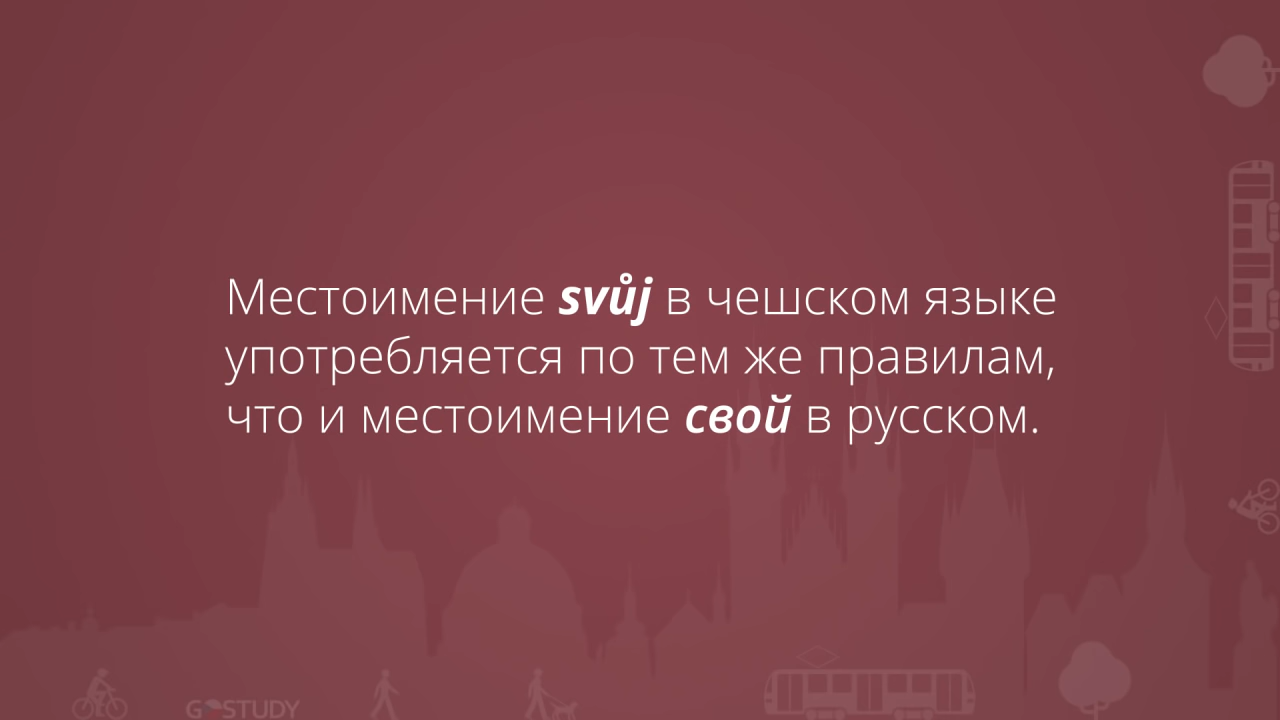 Местоимение svůj в чешском языке
употребляется по тем же правилам,
что и местоимение свой в русском.
GOSTUDY